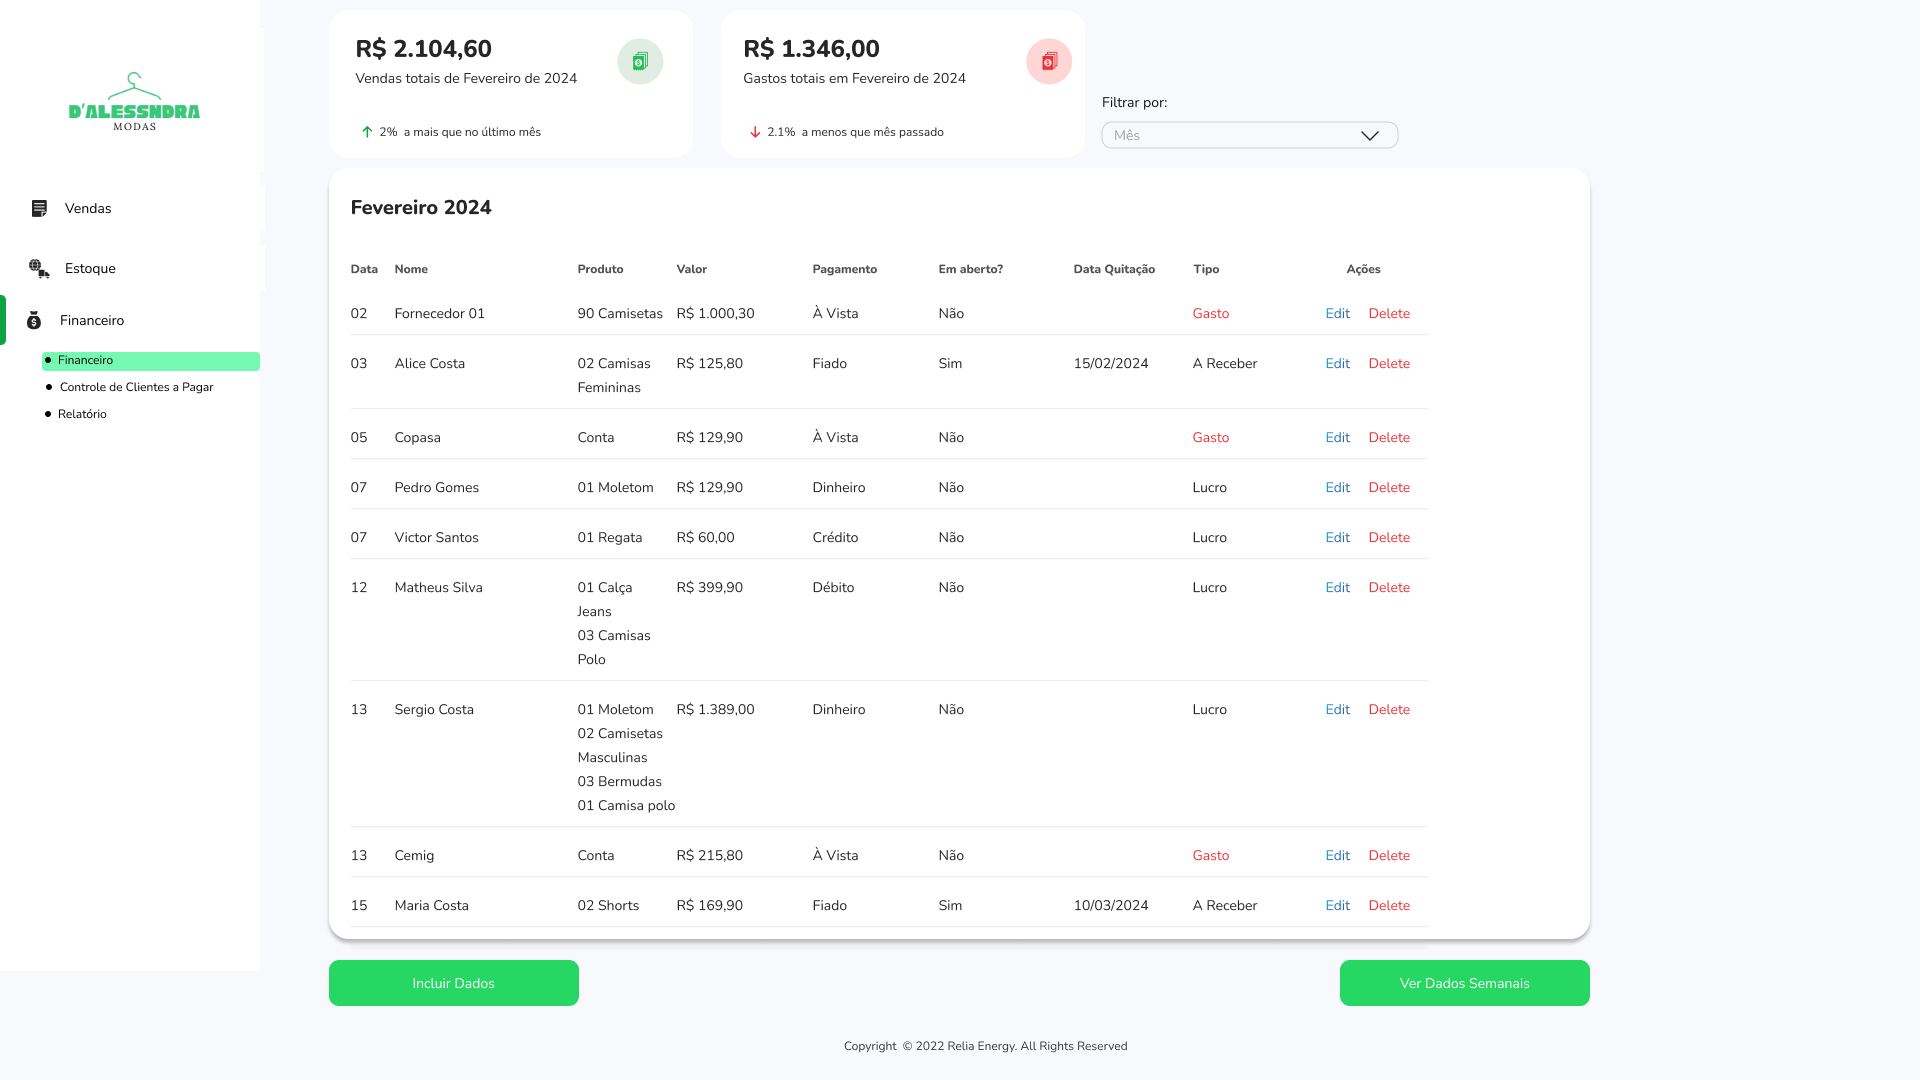 D'ALESSNDRA
MODAS
Vendas
Estoque
Financeiro
Financeiro
Controle de Clientes a Pagar
Relatório
R$ 2.104,60
Vendas totais de Fevereiro de 2024
2% a mais que no último mês
R$ 1.346,00
Gastos totais em Fevereiro de 2024
2.1% a menos que mês passado
Filtrar por:
Mês
Fevereiro 2024
Data Nome Produto Valor Pagamento Em aberto? Data Quitação Tipo Ações
02 Fornecedor 01 90 Camisetas R$ 1.000,30 À Vista Não Gasto Edit Delete
03 Alice Costa 02 Camisas R$ 125,80 Fiado Sim 15/02/2024 A Receber Edit Delete
Femininas
05 Copasa Conta R$ 129,90 À Vista Não Gasto Edit Delete
07 Pedro Gomes 01 Moletom R$ 129,90 Dinheiro Não Lucro Edit Delete
07 Victor Santos 01 Regata R$ 60,00 Crédito Não Lucro Edit Delete
12 Matheus Silva 01 Calça R$ 399,90 Débito Não Lucro Edit Delete
Jeans
03 Camisas
Polo
13 Sergio Costa 01 Moletom R$ 1.389,00 Dinheiro Não Lucro Edit Delete
02 Camisetas
Masculinas
03 Bermudas
01 Camisa polo
13 Cemig Conta R$ 215,80 À Vista Não Gasto Edit Delete
15 Maria Costa 02 Shorts R$ 169,90 Fiado Sim 10/03/2024 A Receber Edit Delete
Incluir Dados
Ver Dados Semanais
Copyright © 2022 Relia Energy. All Rights Reserved